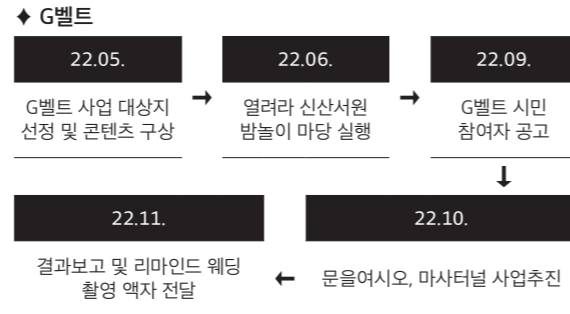 ✦ G벨트
22.05.
G벨트 사업 대상지
선정 및 콘텐츠 구상
→
22.06.
열려라 신산서원
밤놀이 마당 실행
→
22.09.
G벨트 시민
참여자 공고
↓
22.10.
문을여시오, 마사터널 사업추진
←
22.11.
결과보고 및 리마인드 웨딩
촬영 액자 전달